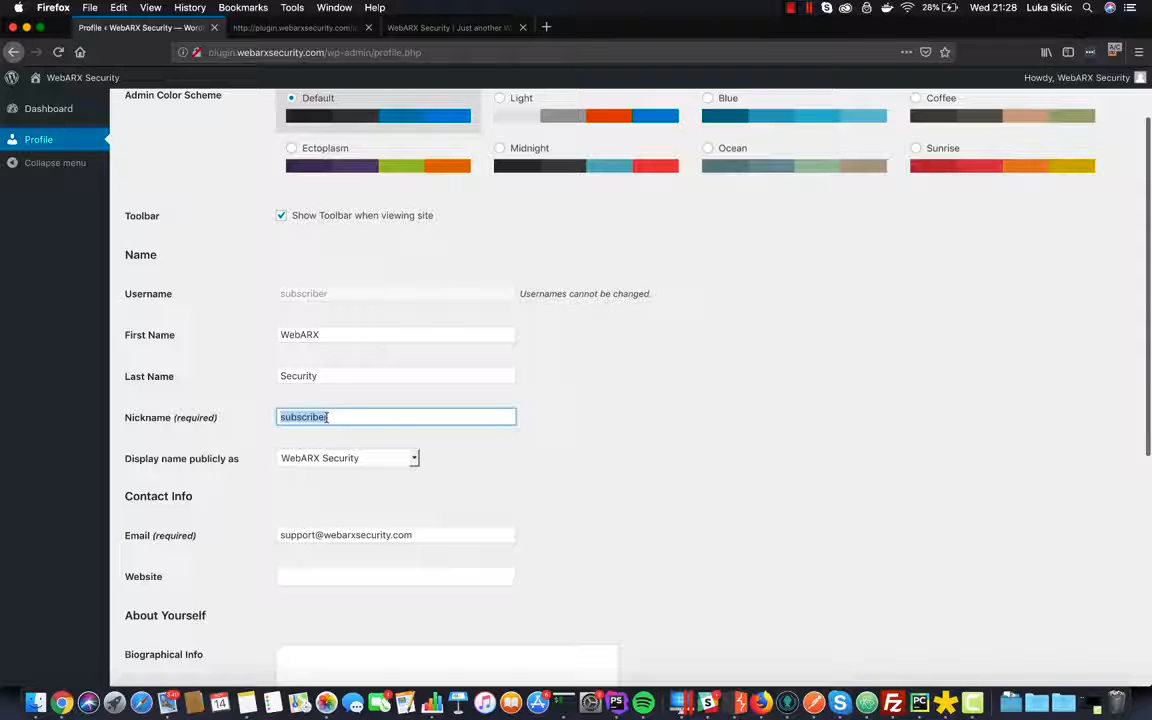 Firefox File Edit View History Bookmarks Tools Window Help 28% Wed 21:28 Luka Sikic
Profile ‹ WebARX Security — Word http://plugin.webarxsecurity.com/ WebARX Security | Just another W
plugin.webarxsecurity.com/wp-admin/profile.php
WebARX Security Howdy, WebARX Security
Dashboard
Profile
Collapse menu
Admin Color Scheme
Default Light Blue Coffee
Ectoplasm Midnight Ocean Sunrise
Toolbar Show Toolbar when viewing site
Name
Username subscriber Usernames cannot be changed.
First Name WebARX
Last Name Security
Nickname (required) subscriber
Display name publicly as WebARX Security
Contact Info
Email (required) support@webarxsecurity.com
Website
About Yourself
Biographical Info